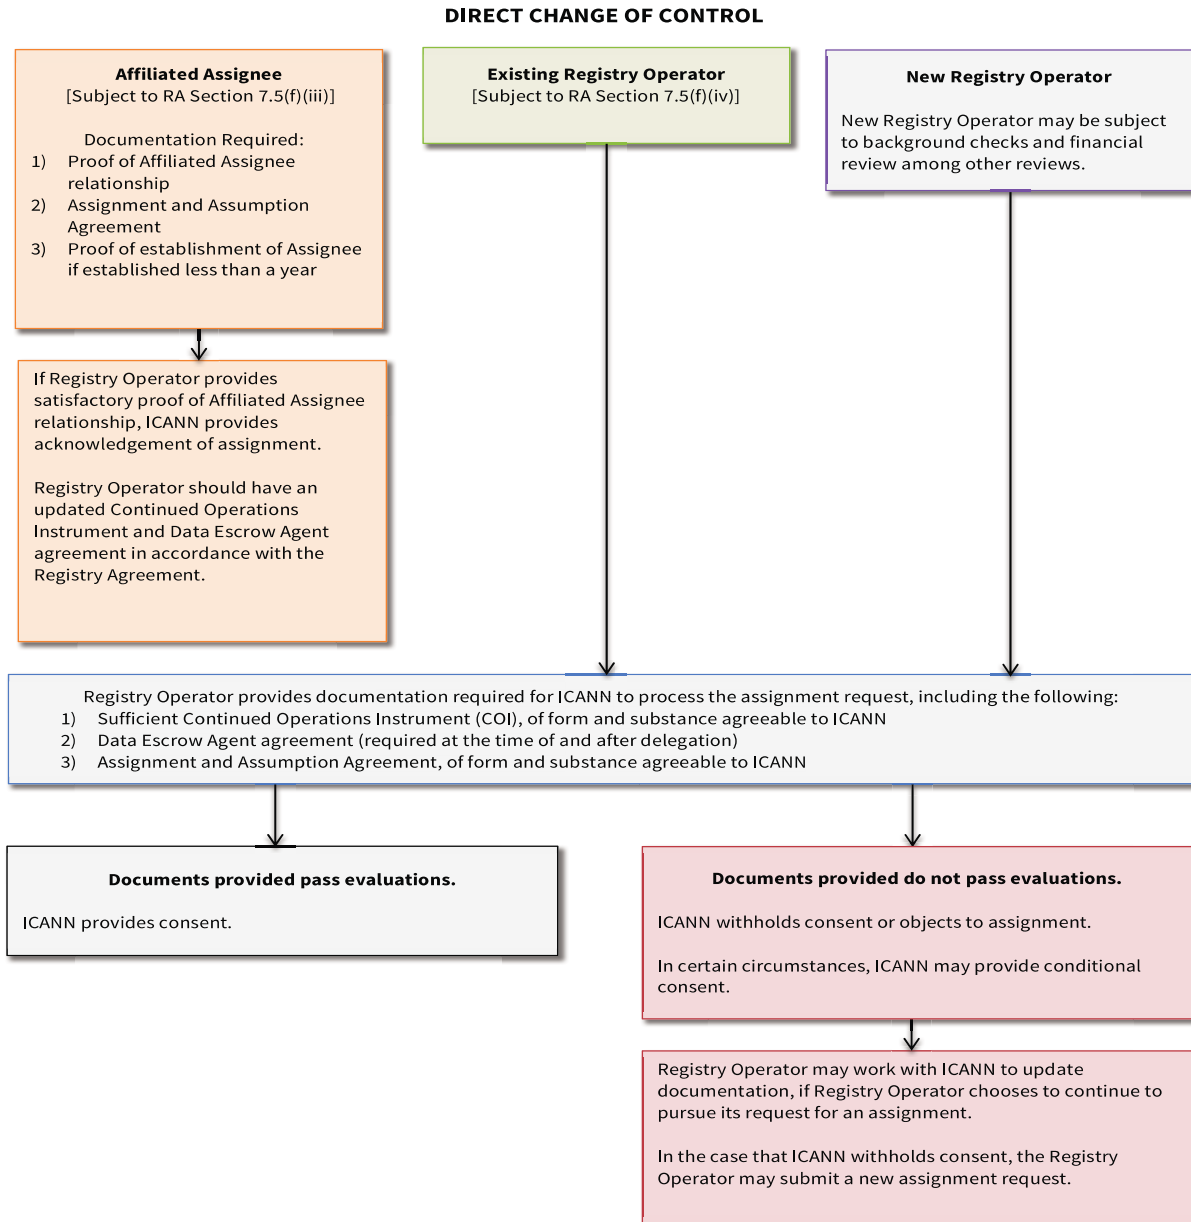 DIRECT CHANGE OF CONTROL
Affiliated Assignee
[Subject to RA Section 7.5(f)(iii)]
Documentation Required:
1) Proof of Affiliated Assignee
relationship
2) Assignment and Assumption
Agreement
3) Proof of establishment of Assignee
if established less than a year
If Registry Operator provides
satisfactory proof of Affiliated Assignee
relationship, ICANN provides
acknowledgement of assignment.
Registry Operator should have an
updated Continued Operations
Instrument and Data Escrow Agent
agreement in accordance with the
Registry Agreement.
Existing Registry Operator
[Subject to RA Section 7.5(f)(iv)]
New Registry Operator
New Registry Operator may be subject
to background checks and financial
review among other reviews.
Registry Operator provides documentation required for ICANN to process the assignment request, including the following:
1) Sufficient Continued Operations Instrument (COI), of form and substance agreeable to ICANN
2) Data Escrow Agent agreement (required at the time of and after delegation)
3) Assignment and Assumption Agreement, of form and substance agreeable to ICANN
Documents provided pass evaluations.
ICANN provides consent.
Documents provided do not pass evaluations.
ICANN withholds consent or objects to assignment.
In certain circumstances, ICANN may provide conditional
consent.
Registry Operator may work with ICANN to update
documentation, if Registry Operator chooses to continue to
pursue its request for an assignment.
In the case that ICANN withholds consent, the Registry
Operator may submit a new assignment request.